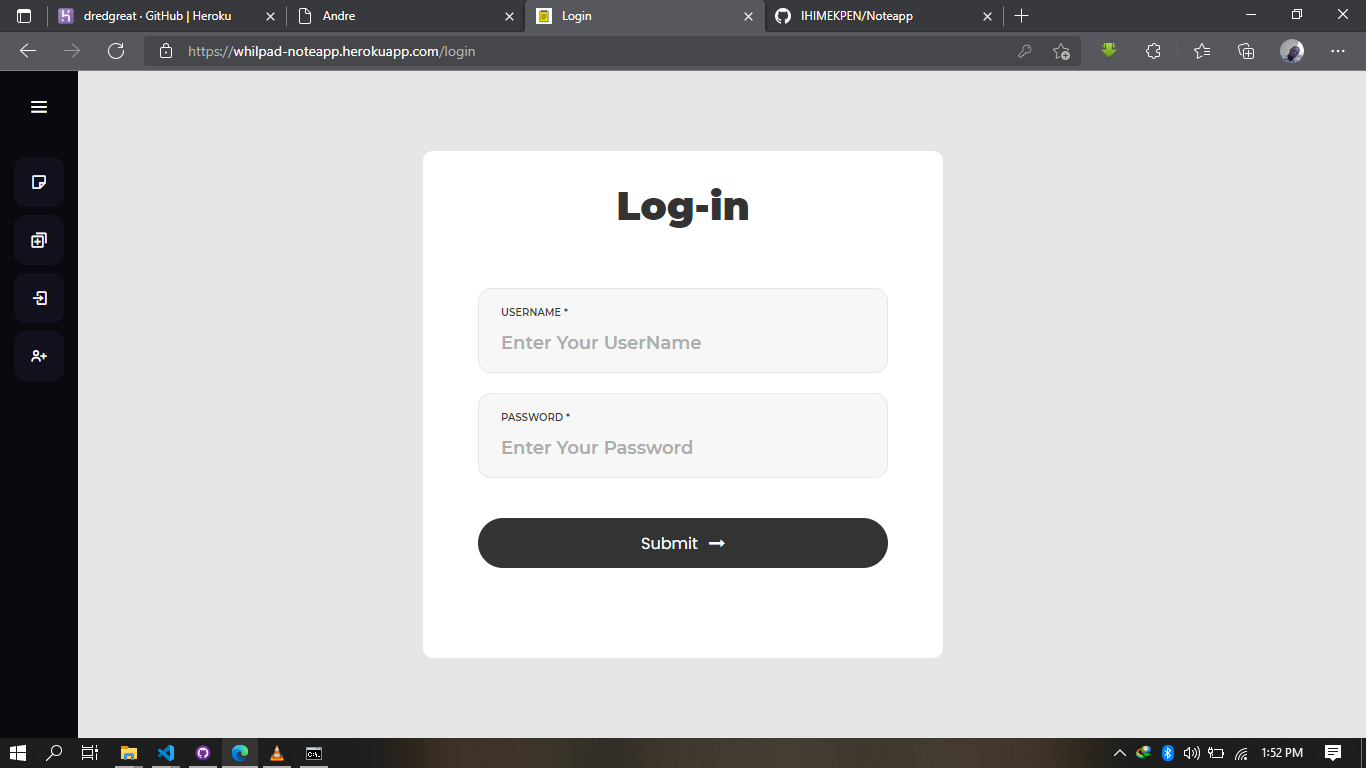 dredgreat · GitHub | Heroku
Andre
Login
IHIMEKPEN/Noteapp
https://whilpad-noteapp.herokuapp.com/login
Log-in
USERNAME *
Enter Your UserName
PASSWORD *
Enter Your Password
Submit
1:52 PM